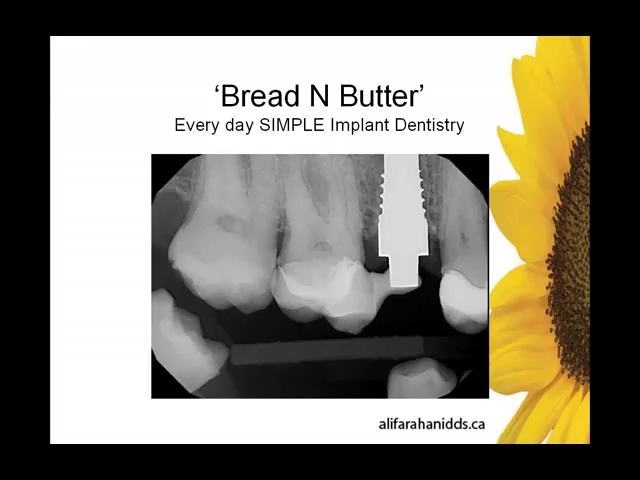 ‘Bread N Butter’
Every day SIMPLE Implant Dentistry
alifarahanidds.ca